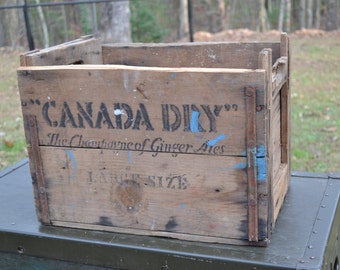 "CANADA DRY"
The Champagne of Ginger Ales
LARGE SIZE